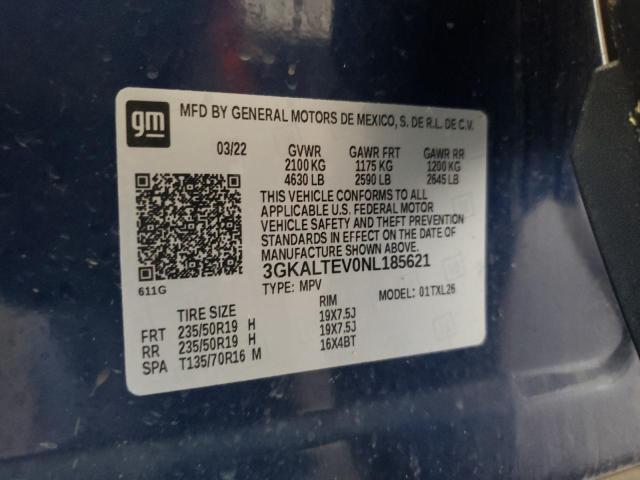 gm
MFD BY GENERAL MOTORS DE MEXICO, S. DE R.L. DE C.V.
03/22 GVWR GAWR FRT GAWR RR
2100 KG 1175 KG 1200 KG
4630 LB 2590 LB 2645 LB
THIS VEHICLE CONFORMS TO ALL
APPLICABLE U.S. FEDERAL MOTOR
VEHICLE SAFETY AND THEFT PREVENTION
STANDARDS IN EFFECT ON THE DATE OF
MANUFACTURE SHOWN ABOVE.
3GKALTEV0NL185621
611G
TYPE: MPV MODEL: 01TXL26
TIRE SIZE RIM
FRT 235/50R19 H 19X7.5J
RR 235/50R19 H 19X7.5J
SPA T135/70R16 M 16X4BT